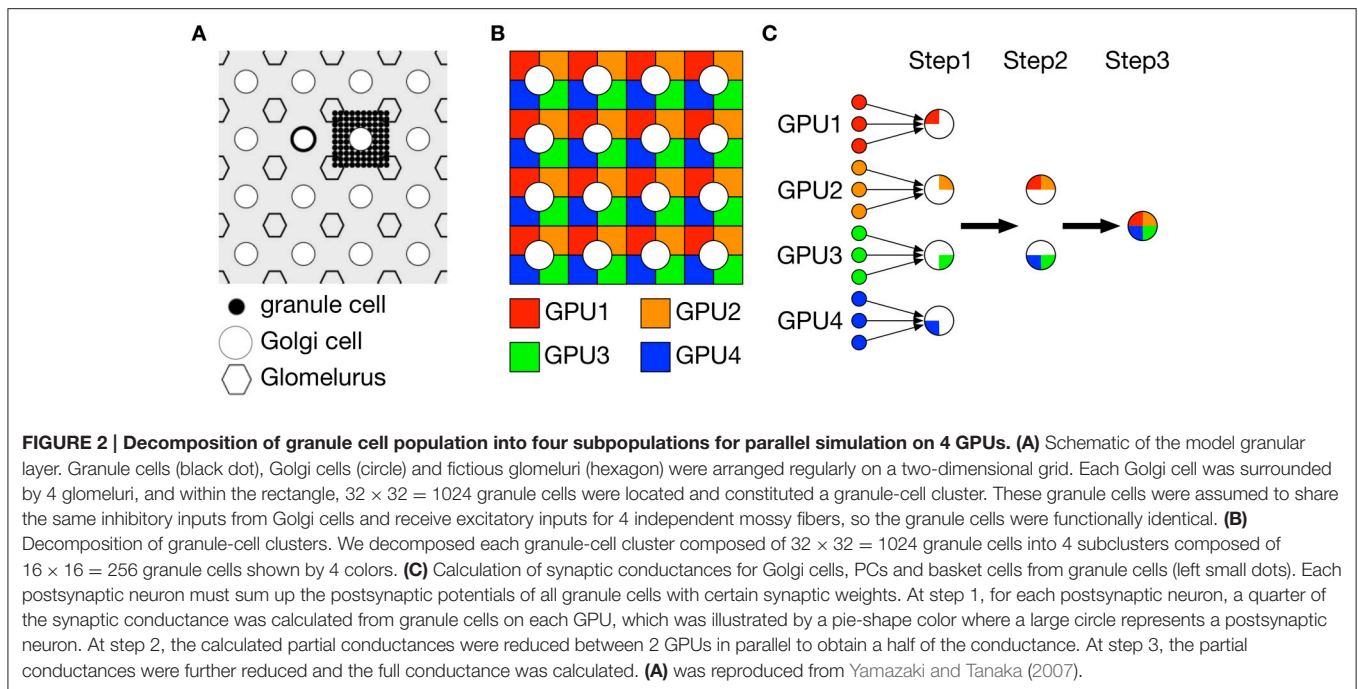 A
B
C
Step1
Step2
Step3
GPU1
GPU2
GPU3
GPU4
granule cell
Golgi cell
Glomelurus
GPU1
GPU2
GPU3
GPU4
FIGURE 2 | Decomposition of granule cell population into four subpopulations for parallel simulation on 4 GPUs. (A) Schematic of the model granular
layer. Granule cells (black dot), Golgi cells (circle) and fictious glomeruli (hexagon) were arranged regularly on a two-dimensional grid. Each Golgi cell was surrounded
by 4 glomeruli, and within the rectangle, 32 × 32 = 1024 granule cells were located and constituted a granule-cell cluster. These granule cells were assumed to share
the same inhibitory inputs from Golgi cells and receive excitatory inputs for 4 independent mossy fibers, so the granule cells were functionally identical. (B)
Decomposition of granule-cell clusters. We decomposed each granule-cell cluster composed of 32 × 32 = 1024 granule cells into 4 subclusters composed of
16 × 16 = 256 granule cells shown by 4 colors. (C) Calculation of synaptic conductances for Golgi cells, PCs and basket cells from granule cells (left small dots). Each
postsynaptic neuron must sum up the postsynaptic potentials of all granule cells with certain synaptic weights. At step 1, for each postsynaptic neuron, a quarter of
the synaptic conductance was calculated from granule cells on each GPU, which was illustrated by a pie-shape color where a large circle represents a postsynaptic
neuron. At step 2, the calculated partial conductances were reduced between 2 GPUs in parallel to obtain a half of the conductance. At step 3, the partial
conductances were further reduced and the full conductance was calculated. (A) was reproduced from Yamazaki and Tanaka (2007).